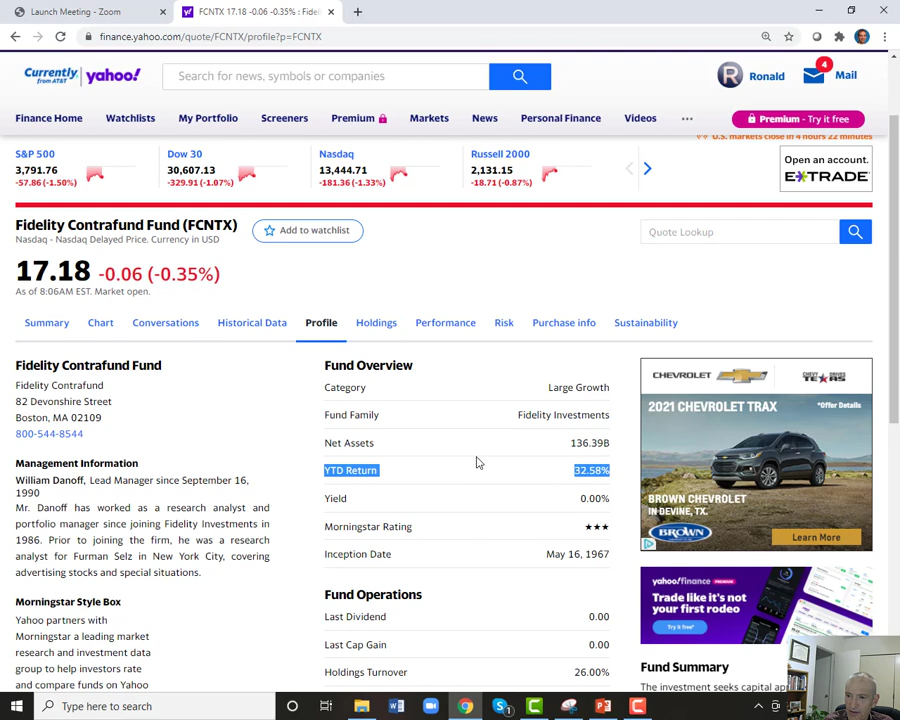 Launch Meeting - Zoom
FCNTX 17.18 -0.06 -0.35% : Fideli
finance.yahoo.com/quote/FCNTX/profile?p=FCNTX
Currently,
from AT&T
yahoo!
Search for news, symbols or companies
R
Ronald
4
Mail
Finance Home
Watchlists
My Portfolio
Screeners
Premium
Markets
News
Personal Finance
Videos
...
Premium - Try it free
U.S. markets close in 4 hours 22 minutes
S&P 500
3,791.76
-57.86 (-1.50%)
Dow 30
30,607.13
-329.91 (-1.07%)
Nasdaq
13,444.71
-181.36 (-1.33%)
Russell 2000
2,131.15
-18.71 (-0.87%)
Open an account.
E*TRADE
Fidelity Contrafund Fund (FCNTX)
Nasdaq - Nasdaq Delayed Price. Currency in USD
Add to watchlist
Quote Lookup
17.18 -0.06 (-0.35%)
As of 8:06AM EST. Market open.
Summary
Chart
Conversations
Historical Data
Profile
Holdings
Performance
Risk
Purchase info
Sustainability
Fidelity Contrafund Fund
Fidelity Contrafund
82 Devonshire Street
Boston, MA 02109
800-544-8544
Management Information
William Danoff, Lead Manager since September 16,
1990
Mr. Danoff has worked as a research analyst and
portfolio manager since joining Fidelity Investments in
1986. Prior to joining the firm, he was a research
analyst for Furman Selz in New York City, covering
advertising stocks and special situations.
Morningstar Style Box
Yahoo partners with
Morningstar a leading market
research and investment data
group to help investors rate
and compare funds on Yahoo
Fund Overview
Category Large Growth
Fund Family Fidelity Investments
Net Assets 136.39B
YTD Return 32.58%
Yield 0.00%
Morningstar Rating ★★★
Inception Date May 16, 1967
Fund Operations
Last Dividend 0.00
Last Cap Gain 0.00
Holdings Turnover 26.00%
CHEVROLET
2021 CHEVROLET TRAX
*Offer Details
BROWN CHEVROLET
IN DEVINE, TX.
BROWN
Learn More
yahoo!finance PREMIUM
Trade like it's not
your first rodeo
Try it free*
Fund Summary
The investment seeks capital ap
Type here to search